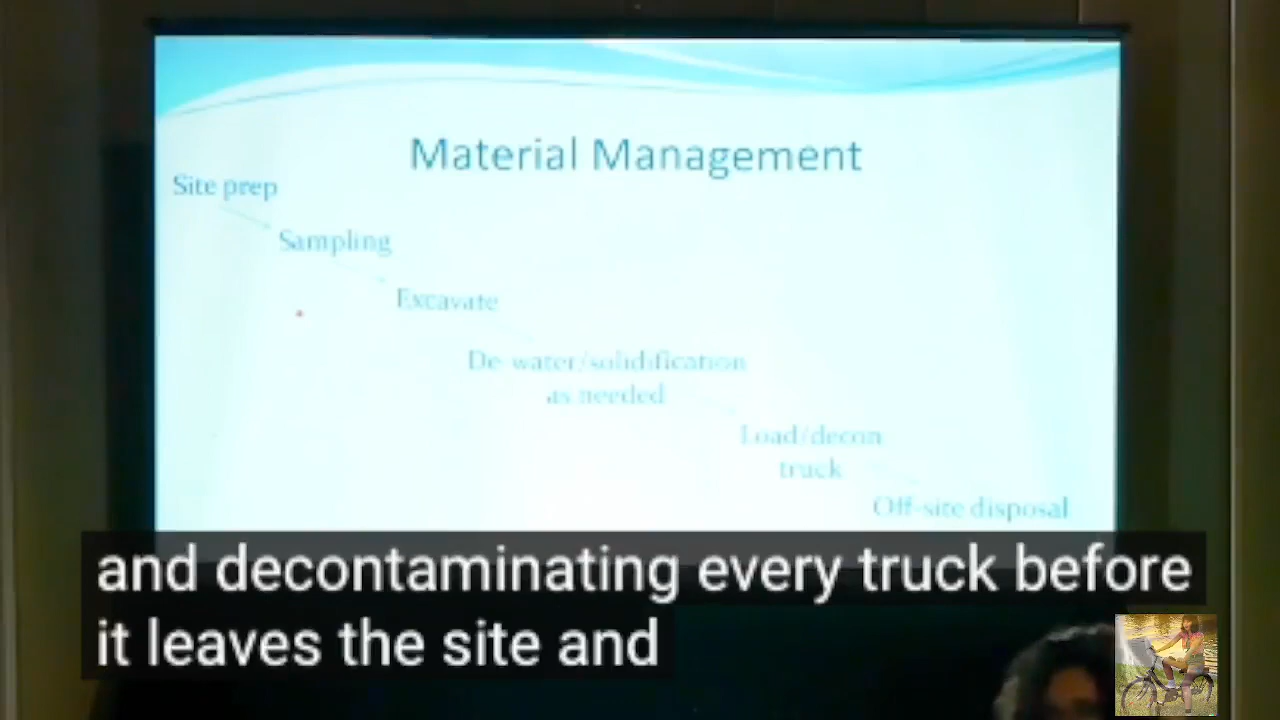 Material Management
Site prep
Sampling
Excavate
De-water/solidification
as needed
Load/decon
truck
Off-site disposal
and decontaminating every truck before
it leaves the site and